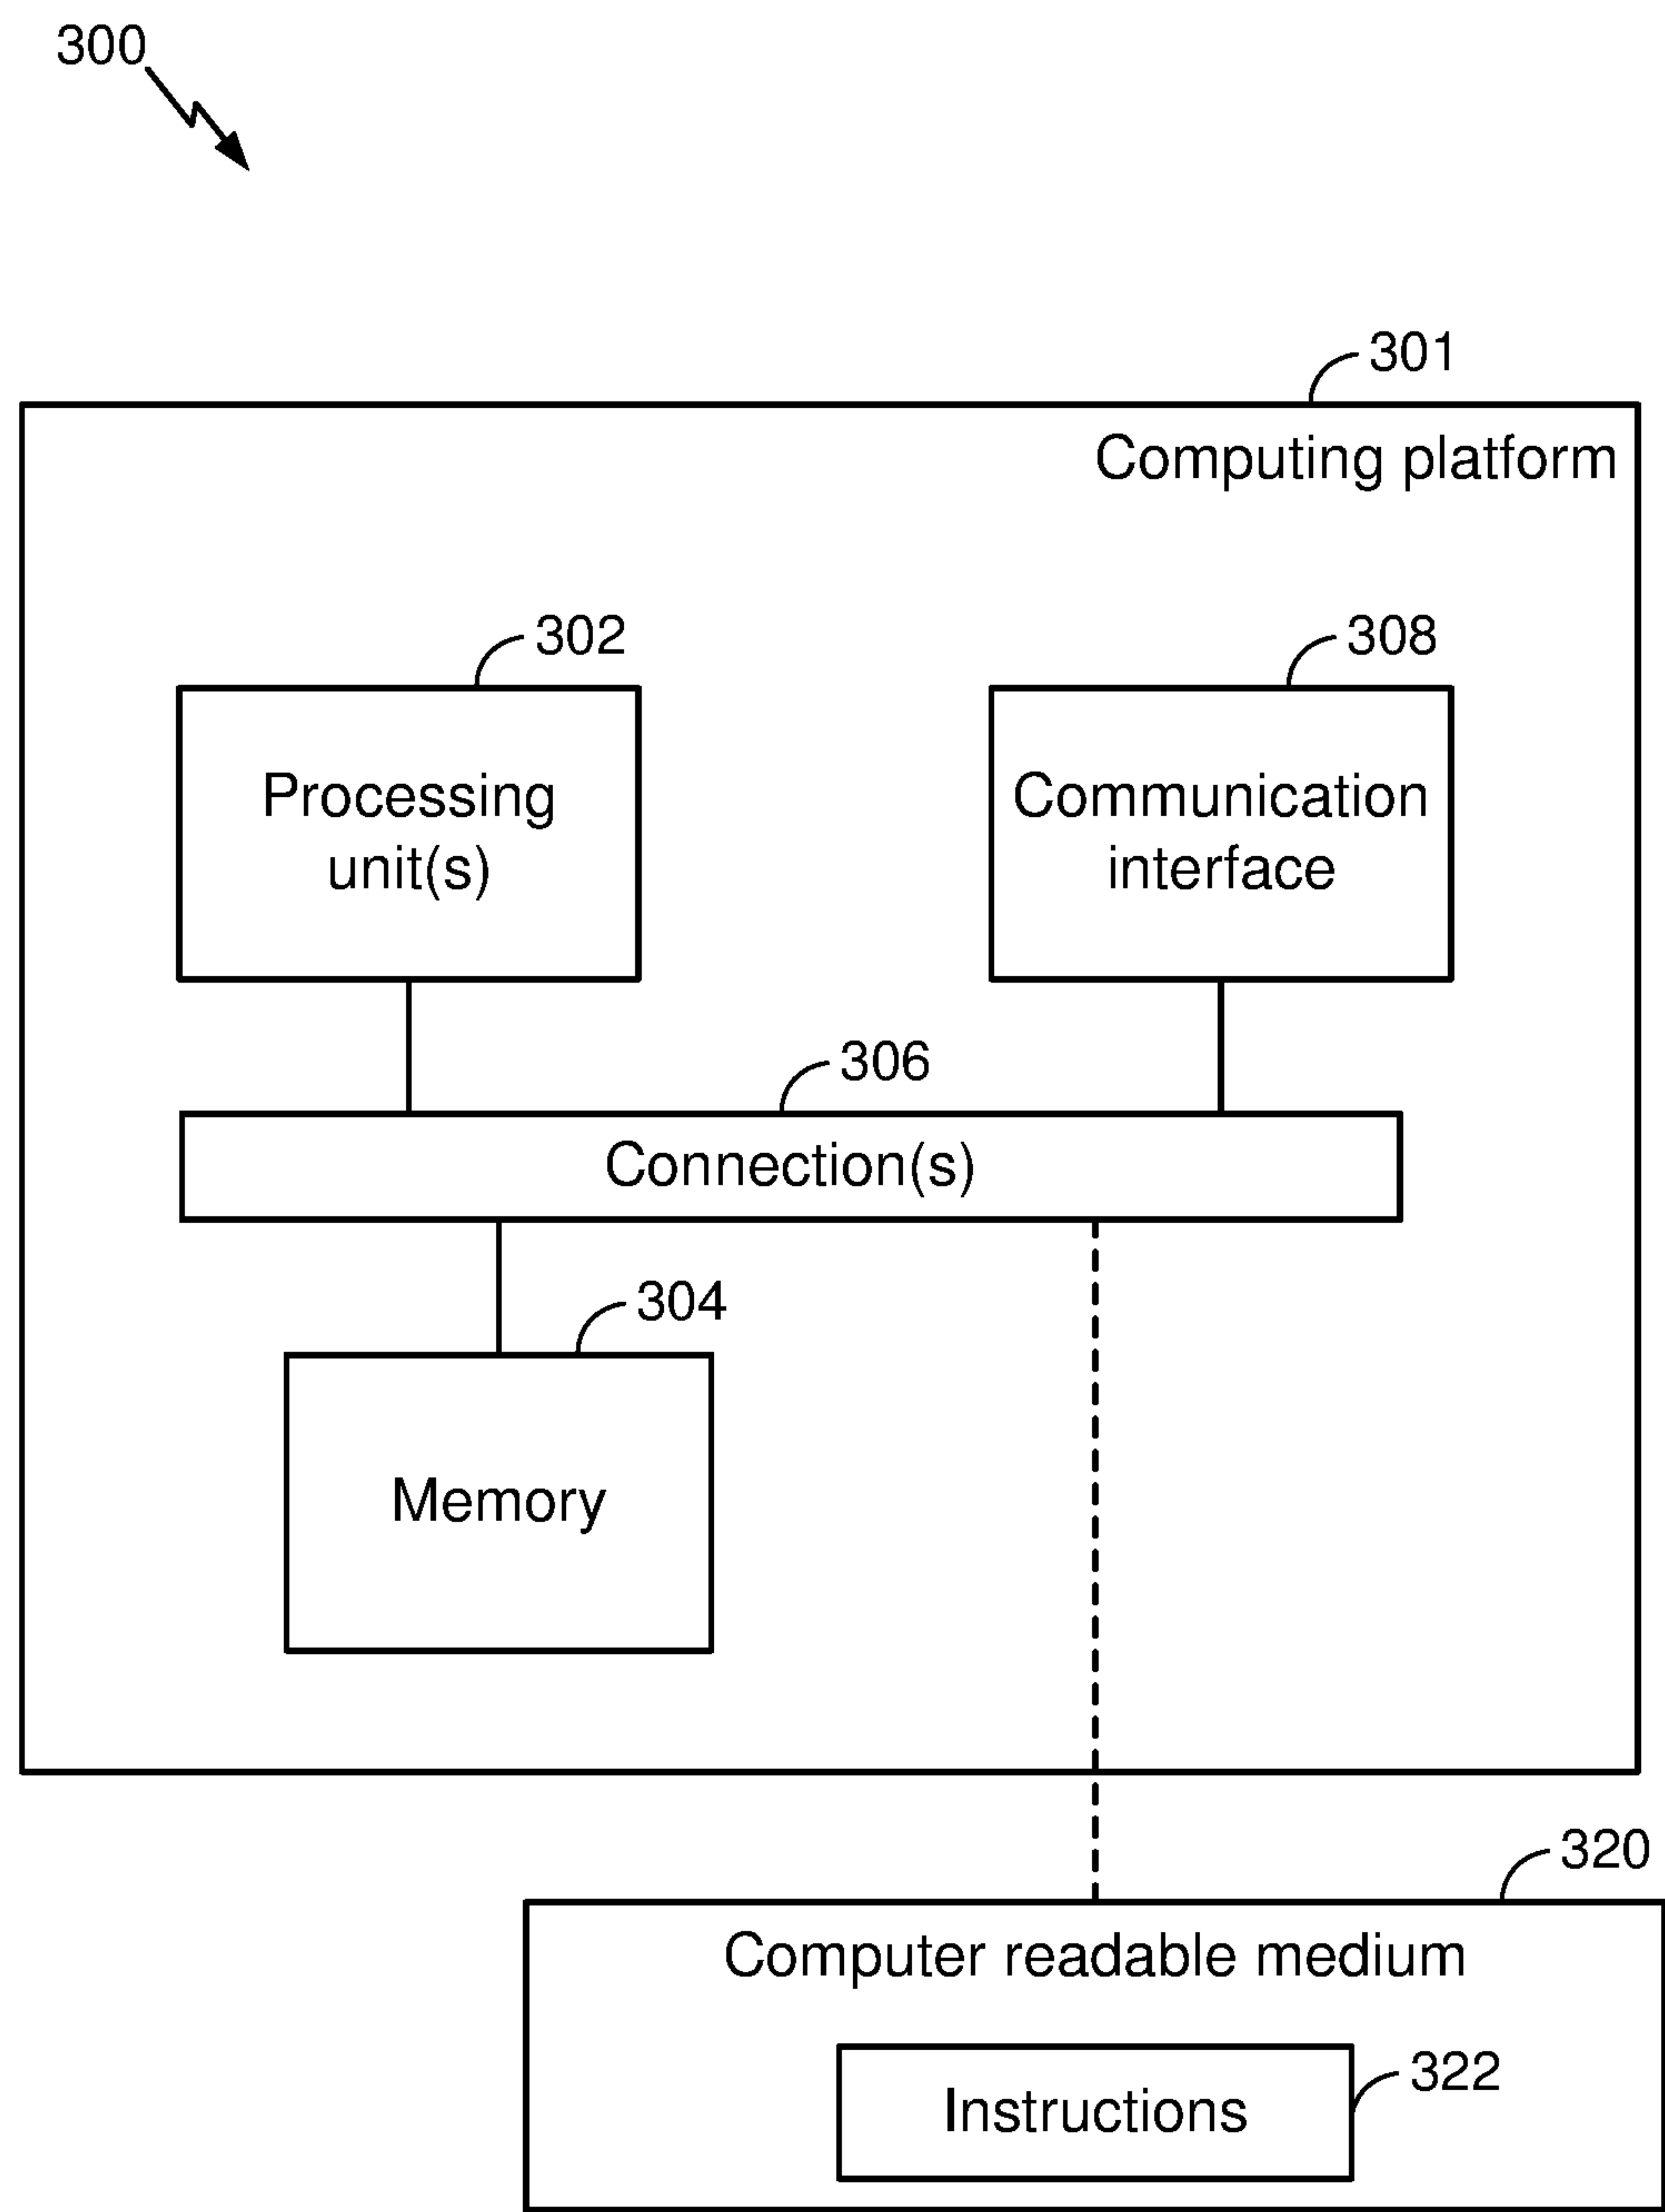 300
301
Computing platform
302
308
Processing
unit(s)
Communication
interface
306
Connection(s)
304
Memory
320
Computer readable medium
322
Instructions